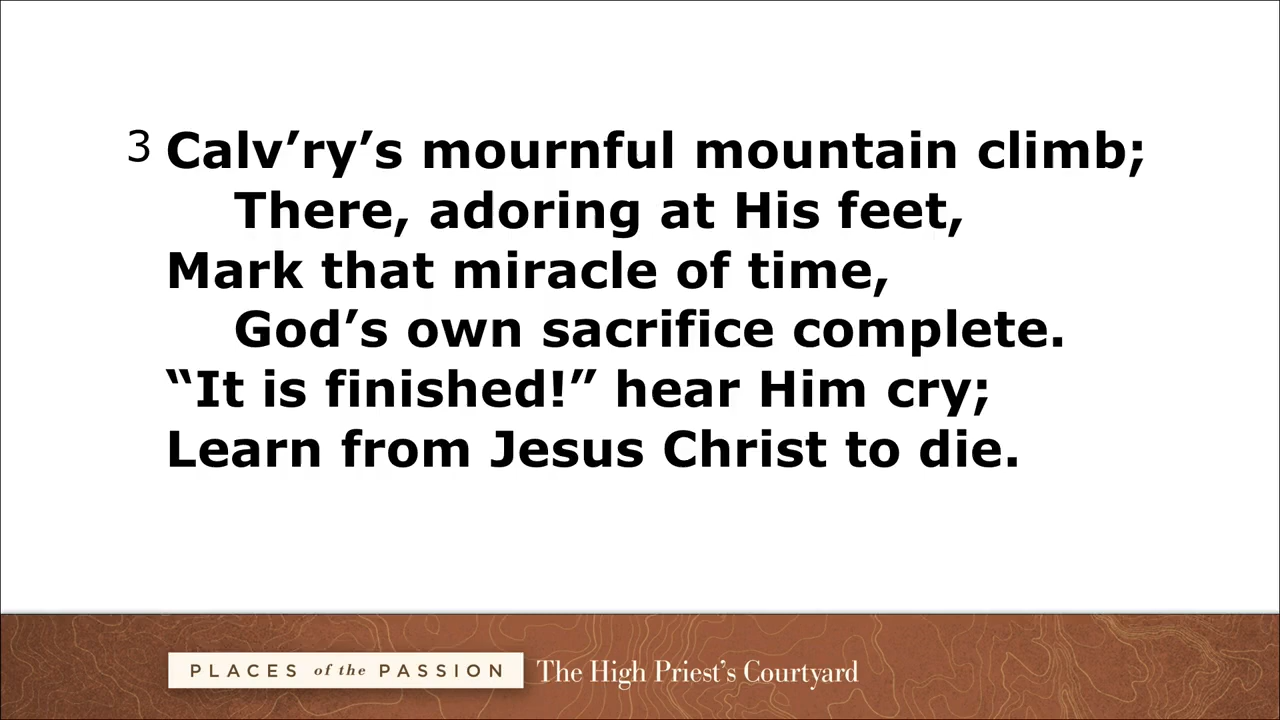 3 Calv’ry’s mournful mountain climb;
There, adoring at His feet,
Mark that miracle of time,
God’s own sacrifice complete.
“It is finished!” hear Him cry;
Learn from Jesus Christ to die.
PLACES of the PASSION The High Priest’s Courtyard